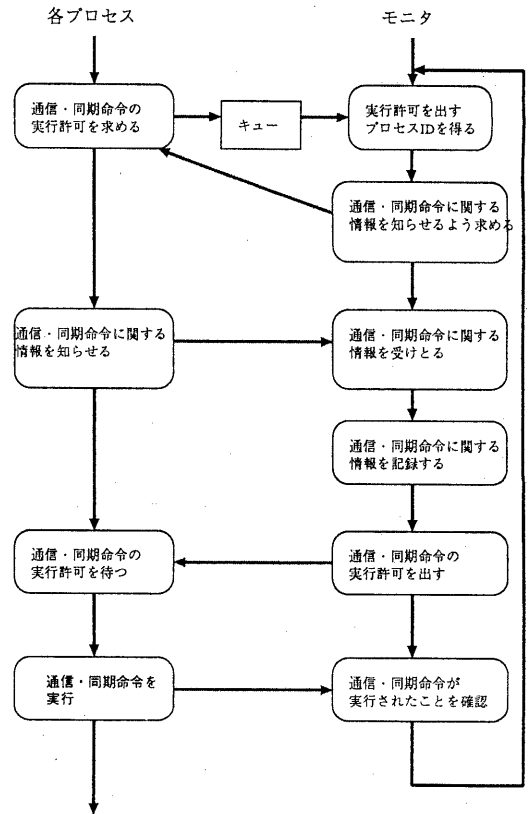 各プロセス
モニタ
通信・同期命令の
実行許可を求める
キュー
実行許可を出す
プロセスIDを得る
通信・同期命令に関する
情報を知らせるよう求める
通信・同期命令に関する
情報を知らせる
通信・同期命令に関する
情報を受けとる
通信・同期命令に関する
情報を記録する
通信・同期命令の
実行許可を待つ
通信・同期命令の
実行許可を出す
通信・同期命令を
実行
通信・同期命令が
実行されたことを確認